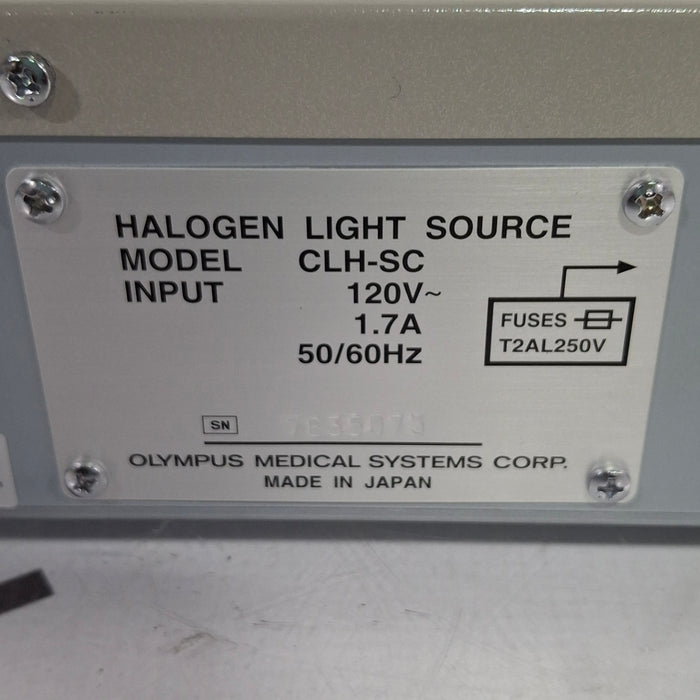 HALOGEN LIGHT SOURCE
MODEL CLH-SC
INPUT 120V~
1.7A
50/60Hz
FUSES
T2AL250V
SN
OLYMPUS MEDICAL SYSTEMS CORP.
MADE IN JAPAN